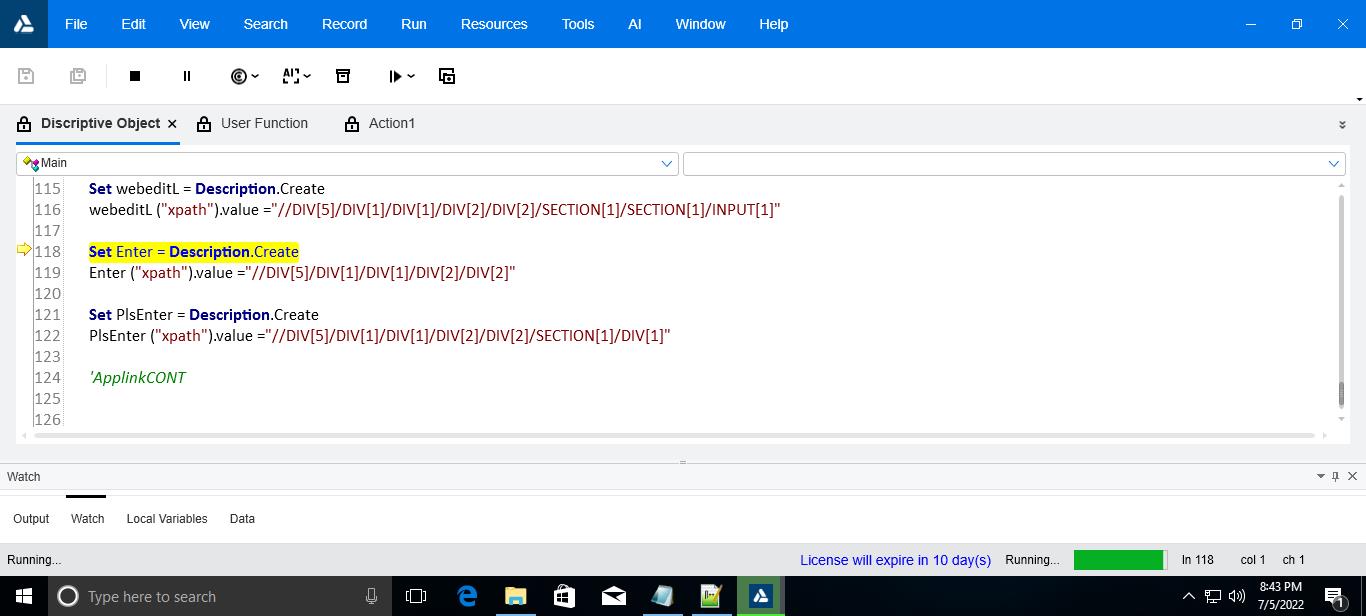 File Edit View Search Record Run Resources Tools AI Window Help
Discriptive Object User Function Action1
Main
115 Set webeditL = Description.Create
116 webeditL ("xpath").value ="//DIV[5]/DIV[1]/DIV[1]/DIV[2]/DIV[2]/SECTION[1]/SECTION[1]/INPUT[1]"
117
118 Set Enter = Description.Create
119 Enter ("xpath").value ="//DIV[5]/DIV[1]/DIV[1]/DIV[2]/DIV[2]"
120
121 Set PlsEnter = Description.Create
122 PlsEnter ("xpath").value ="//DIV[5]/DIV[1]/DIV[1]/DIV[2]/DIV[2]/SECTION[1]/DIV[1]"
123
124 'ApplinkCONT
125
126
Watch
Output Watch Local Variables Data
Running... License will expire in 10 day(s) Running... ln 118 col 1 ch 1
Type here to search
8:43 PM
7/5/2022
1